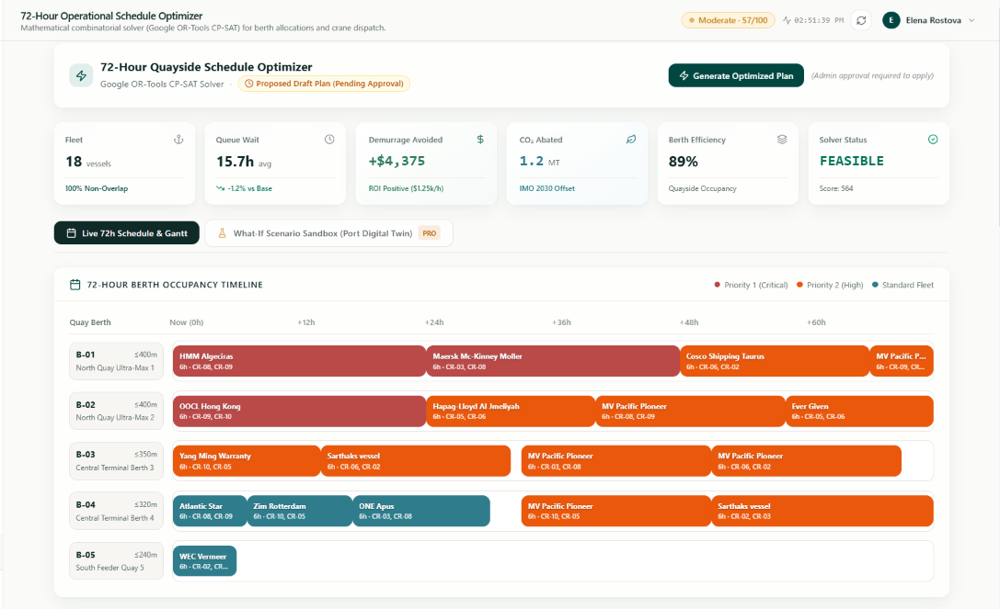 72-Hour Operational Schedule Optimizer
Mathematical combinatorial solver (Google OR-Tools CP-SAT) for berth allocations and crane dispatch.
Moderate · 57/100
02:51:39 PM
E
Elena Rostova
72-Hour Quayside Schedule Optimizer
Google OR-Tools CP-SAT Solver · Proposed Draft Plan (Pending Approval)
Generate Optimized Plan
(Admin approval required to apply)
Fleet
18 vessels
100% Non-Overlap
Queue Wait
15.7h avg
-1.2% vs Base
Demurrage Avoided
$
+$4,375
ROI Positive ($1.25k/h)
CO₂ Abated
1.2 MT
IMO 2030 Offset
Berth Efficiency
89%
Quayside Occupancy
Solver Status
FEASIBLE
Score: 564
Live 72h Schedule & Gantt
What-If Scenario Sandbox (Port Digital Twin) PRO
72-HOUR BERTH OCCUPANCY TIMELINE
Priority 1 (Critical)
Priority 2 (High)
Standard Fleet
Quay Berth
Now (0h)
+12h
+24h
+36h
+48h
+60h
B-01 ≤400m
North Quay Ultra-Max 1
HMM Algeciras
6h · CR-08, CR-09
Maersk Mc-Kinney Moller
6h · CR-03, CR-08
Cosco Shipping Taurus
6h · CR-06, CR-02
MV Pacific P...
6h · CR-09, CR...
B-02 ≤400m
North Quay Ultra-Max 2
OOCL Hong Kong
6h · CR-09, CR-10
Hapag-Lloyd Al Jmeliyah
6h · CR-05, CR-06
MV Pacific Pioneer
6h · CR-08, CR-09
Ever Given
6h · CR-05, CR-06
B-03 ≤350m
Central Terminal Berth 3
Yang Ming Warranty
6h · CR-10, CR-05
Sarthaks vessel
6h · CR-06, CR-02
MV Pacific Pioneer
6h · CR-03, CR-08
MV Pacific Pioneer
6h · CR-06, CR-02
B-04 ≤320m
Central Terminal Berth 4
Atlantic Star
6h · CR-08, CR-09
Zim Rotterdam
6h · CR-10, CR-05
ONE Apus
6h · CR-03, CR-08
MV Pacific Pioneer
6h · CR-10, CR-05
Sarthaks vessel
6h · CR-02, CR-03
B-05 ≤240m
South Feeder Quay 5
WEC Vermeer
6h · CR-02, CR...